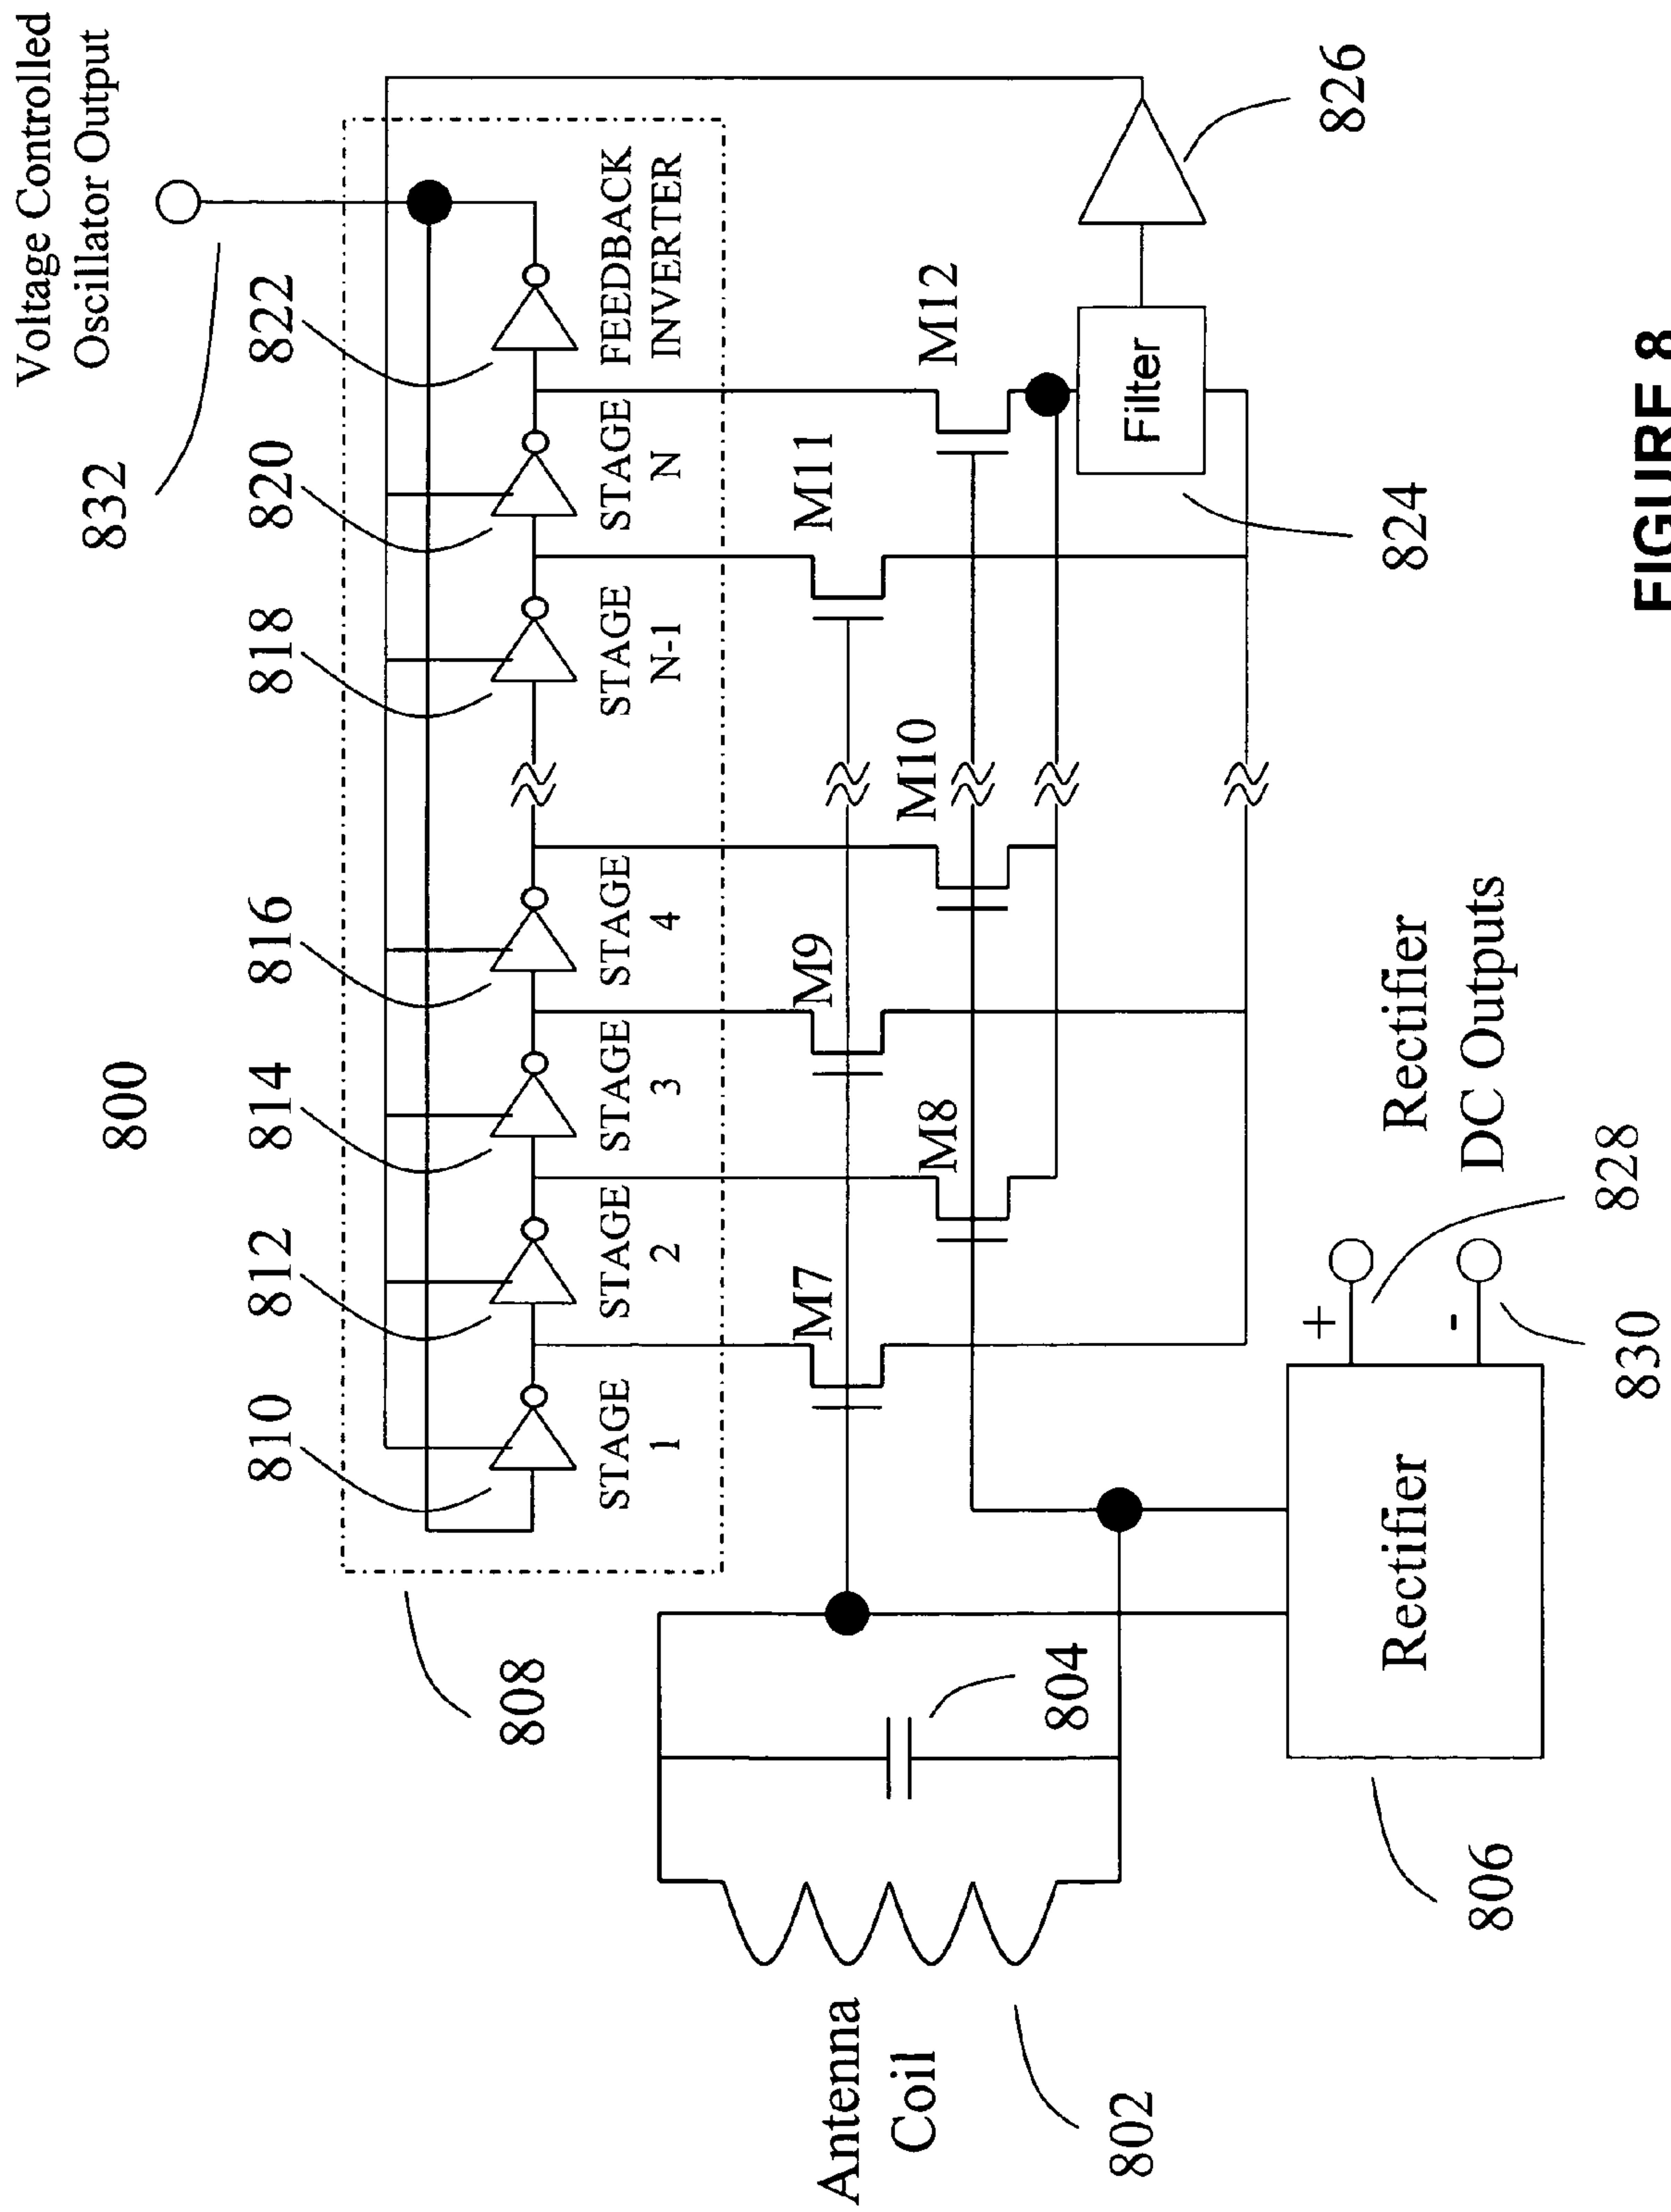 Voltage Controlled
Oscillator Output
832
800
810
812
814
816
818
820
822
808
STAGE
1
STAGE
2
STAGE
3
STAGE
4
STAGE
N-1
STAGE
N
FEEDBACK
INVERTER
M7
M8
M9
M10
M11
M12
Antenna
Coil
802
804
Filter
824
826
Rectifier
806
+
-
828
830
Rectifier
DC Outputs
FIGURE 8